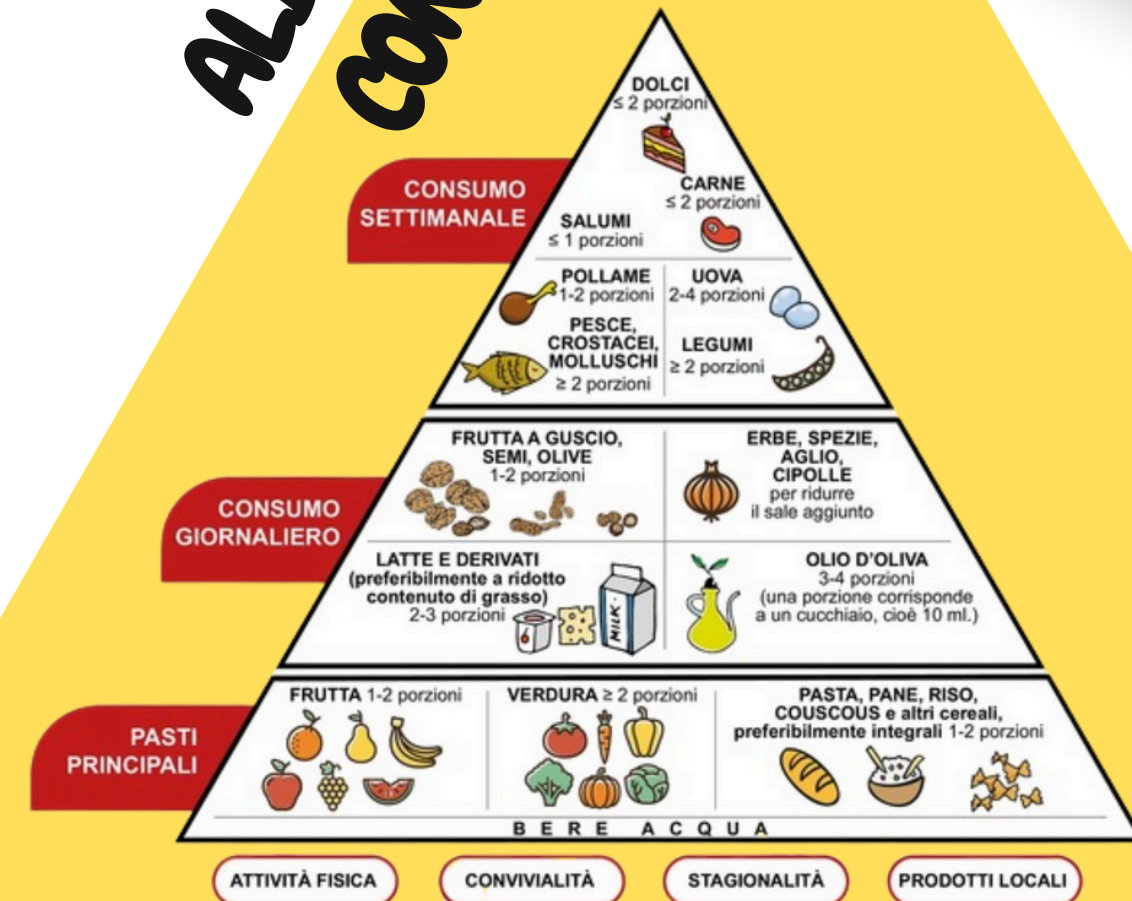 DOLCI
≤ 2 porzioni
CONSUMO
SETTIMANALE
CARNE
≤ 2 porzioni
SALUMI
≤ 1 porzioni
POLLAME
1-2 porzioni
UOVA
2-4 porzioni
PESCE,
CROSTACEI,
MOLLUSCHI
≥ 2 porzioni
LEGUMI
≥ 2 porzioni
CONSUMO
GIORNALIERO
FRUTTA A GUSCIO,
SEMI, OLIVE
1-2 porzioni
ERBE, SPEZIE,
AGLIO,
CIPOLLE
per ridurre
il sale aggiunto
LATTE E DERIVATI
(preferibilmente a ridotto
contenuto di grasso)
2-3 porzioni
MILK
OLIO D'OLIVA
3-4 porzioni
(una porzione corrisponde
a un cucchiaio, cioè 10 ml.)
PASTI
PRINCIPALI
FRUTTA 1-2 porzioni
VERDURA ≥ 2 porzioni
PASTA, PANE, RISO,
COUSCOUS e altri cereali,
preferibilmente integrali 1-2 porzioni
BERE ACQUA
ATTIVITÀ FISICA
CONVIVIALITÀ
STAGIONALITÀ
PRODOTTI LOCALI